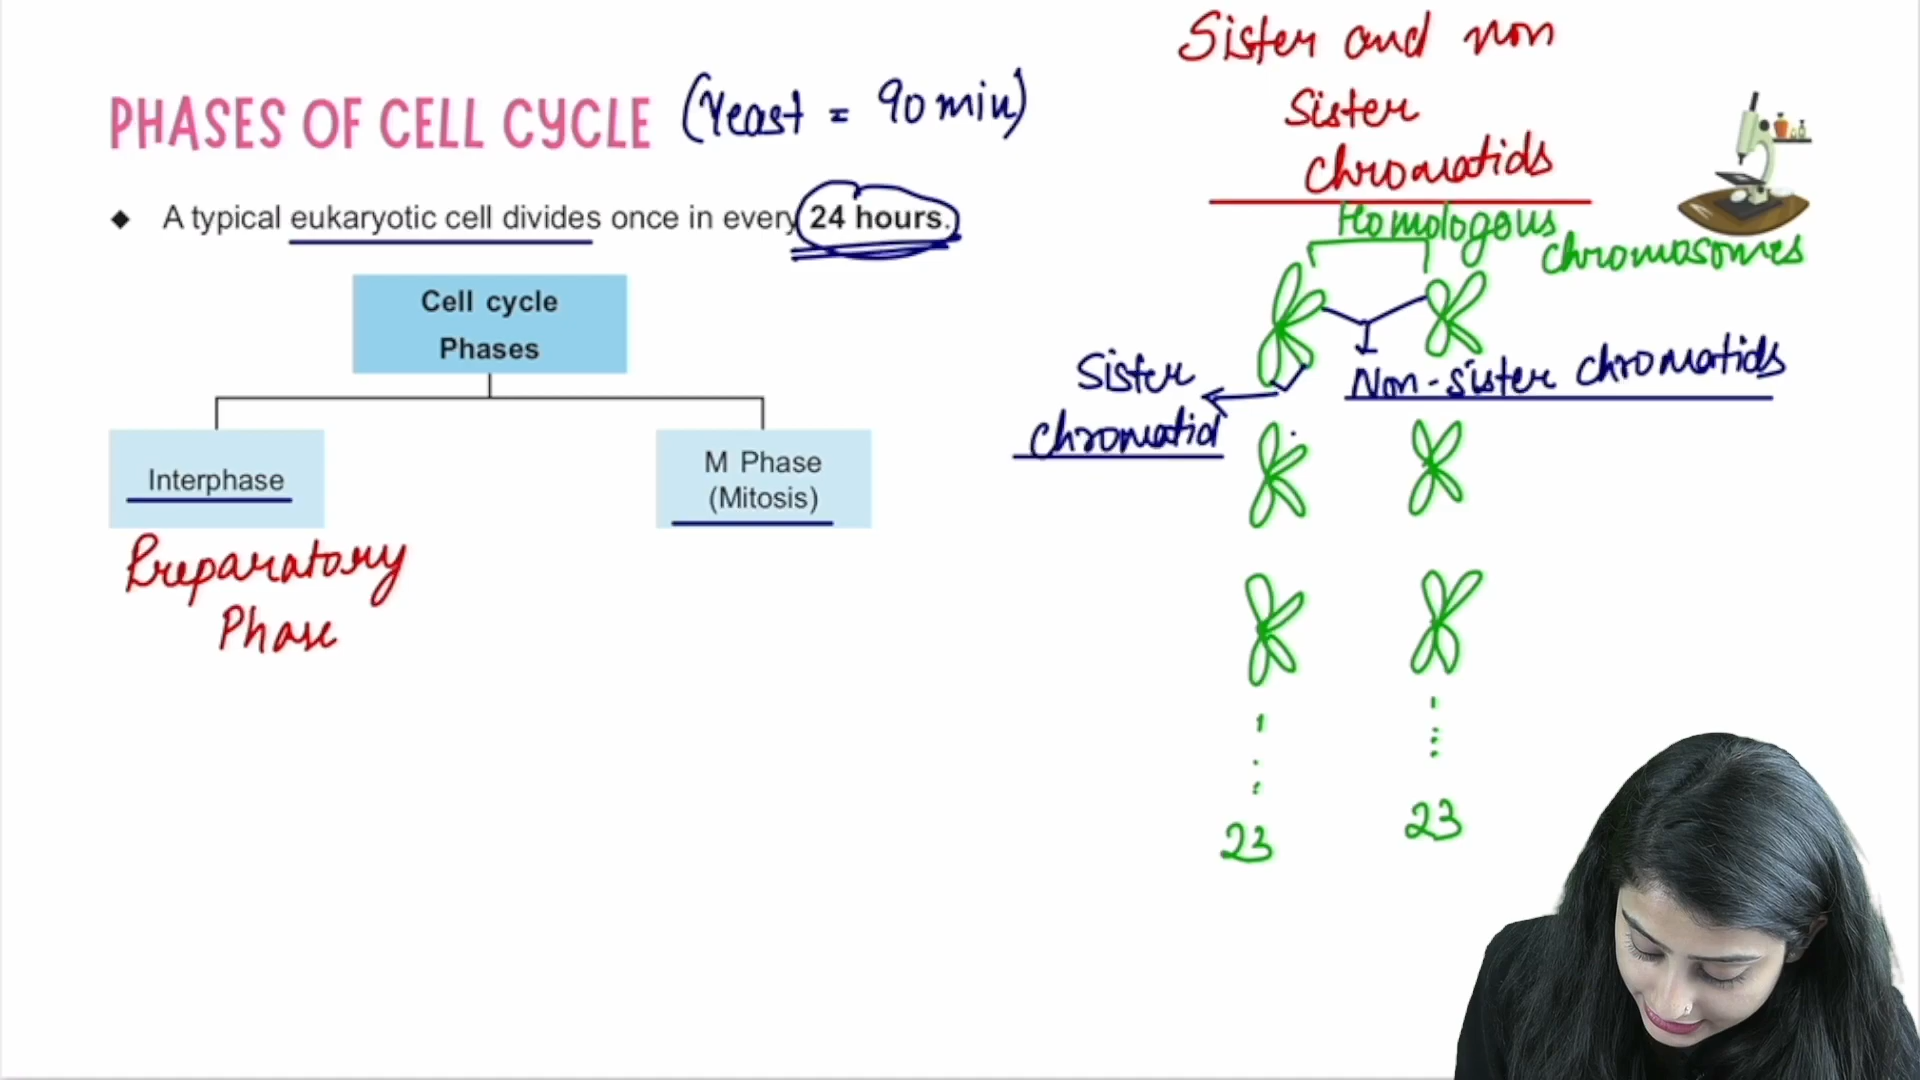 PHASES OF CELL CYCLE (Yeast = 90 min)
◆ A typical eukaryotic cell divides once in every 24 hours.
Cell cycle
Phases
Interphase
M Phase
(Mitosis)
Preparatory
Phase
Sister and non
Sister
chromatids
Homologous
chromosomes
Sister
chromatid
Non-sister chromatids
23
23